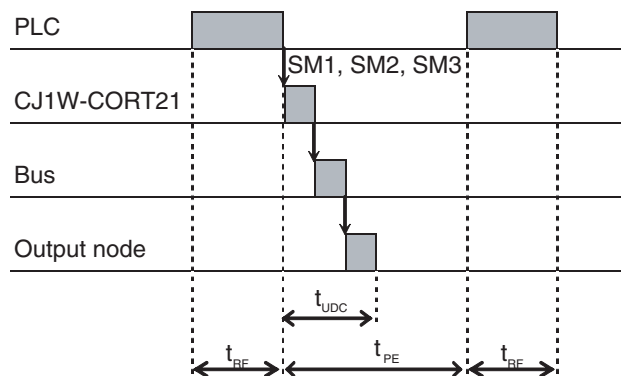 PLC
SM1, SM2, SM3
CJ1W-CORT21
Bus
Output node
tUDC
tRF tPE tRF